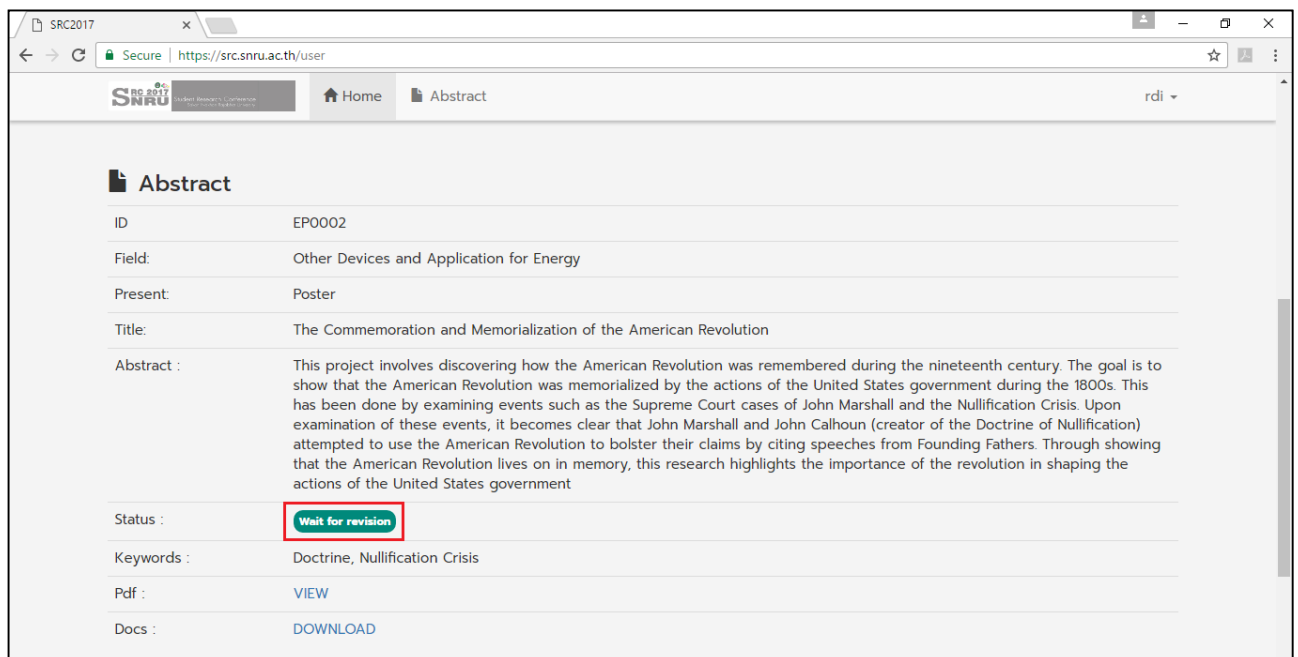 SRC2017
Secure | https://src.snru.ac.th/user
SRC 2017
SNRU
Student Research Conference
Home
Abstract
rdi
Abstract
ID EP0002
Field: Other Devices and Application for Energy
Present: Poster
Title: The Commemoration and Memorialization of the American Revolution
Abstract : This project involves discovering how the American Revolution was remembered during the nineteenth century. The goal is to
show that the American Revolution was memorialized by the actions of the United States government during the 1800s. This
has been done by examining events such as the Supreme Court cases of John Marshall and the Nullification Crisis. Upon
examination of these events, it becomes clear that John Marshall and John Calhoun (creator of the Doctrine of Nullification)
attempted to use the American Revolution to bolster their claims by citing speeches from Founding Fathers. Through showing
that the American Revolution lives on in memory, this research highlights the importance of the revolution in shaping the
actions of the United States government
Status : Wait for revision
Keywords : Doctrine, Nullification Crisis
Pdf : VIEW
Docs : DOWNLOAD